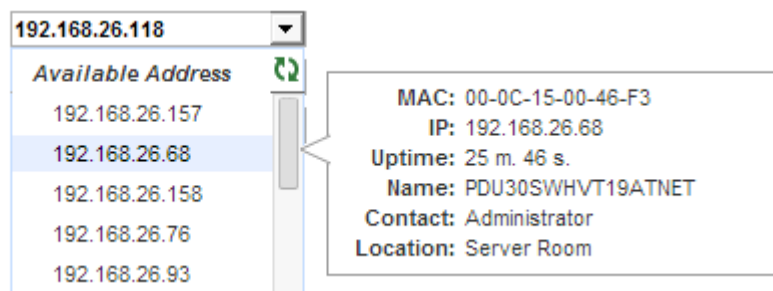 192.168.26.118
Available Address
192.168.26.157
192.168.26.68
192.168.26.158
192.168.26.76
192.168.26.93
MAC: 00-0C-15-00-46-F3
IP: 192.168.26.68
Uptime: 25 m. 46 s.
Name: PDU30SWHVT19ATNET
Contact: Administrator
Location: Server Room